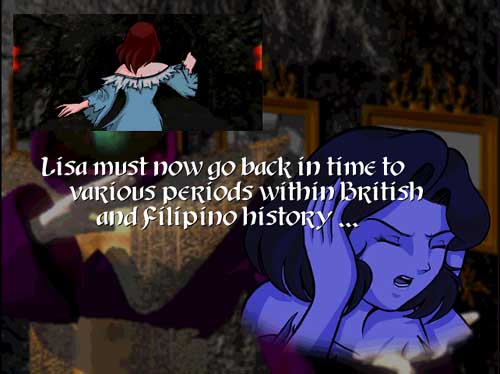 Lisa must now go back in time to
various periods within British
and Filipino history ...